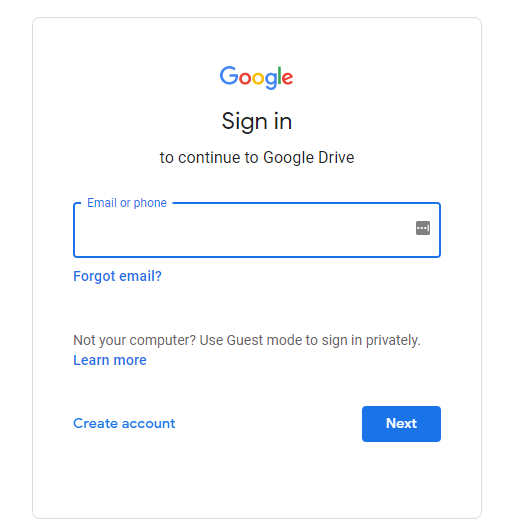 Google
Sign in
to continue to Google Drive
Email or phone
Forgot email?
Not your computer? Use Guest mode to sign in privately.
Learn more
Create account
Next